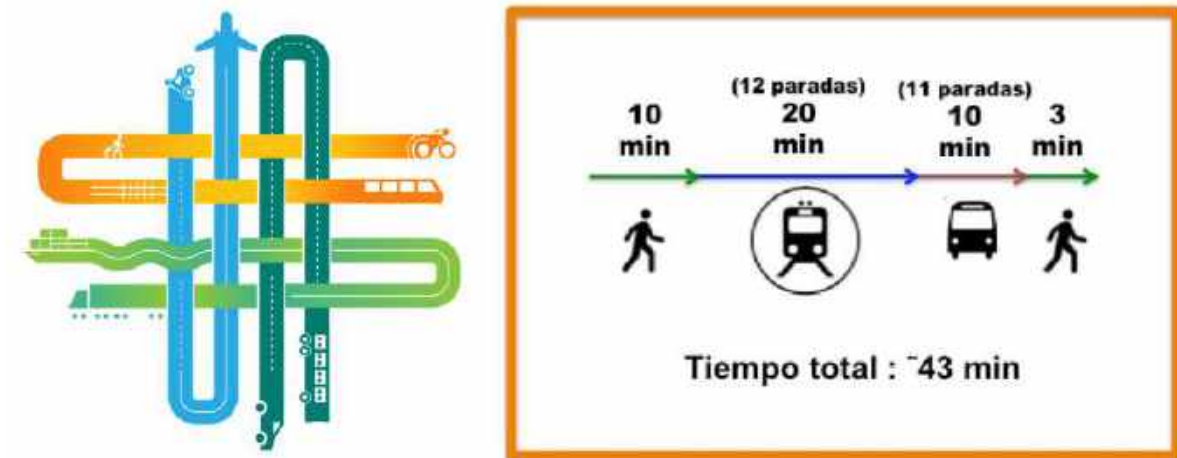 (12 paradas) (11 paradas)
10 20 10 3
min min min min
Tiempo total : ˜43 min